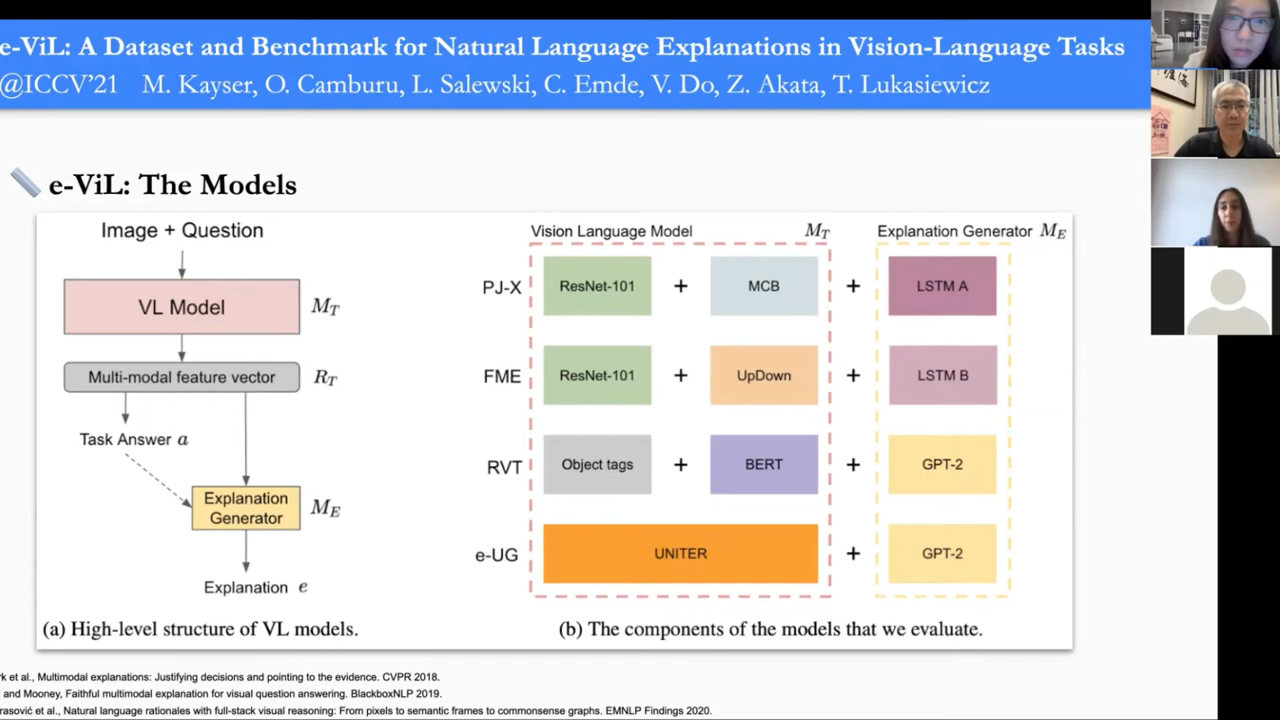 e-ViL: A Dataset and Benchmark for Natural Language Explanations in Vision-Language Tasks
@ICCV’21 M. Kayser, O. Camburu, L. Salewski, C. Emde, V. Do, Z. Akata, T. Lukasiewicz
e-ViL: The Models
Image + Question
VL Model M_T
Multi-modal feature vector R_T
Task Answer a
Explanation Generator M_E
Explanation e
(a) High-level structure of VL models.
Vision Language Model M_T Explanation Generator M_E
PJ-X ResNet-101 + MCB + LSTM A
FME ResNet-101 + UpDown + LSTM B
RVT Object tags + BERT + GPT-2
e-UG UNITER + GPT-2
(b) The components of the models that we evaluate.
et al., Multimodal explanations: Justifying decisions and pointing to the evidence. CVPR 2018.
and Mooney, Faithful multimodal explanation for visual question answering. BlackboxNLP 2019.
et al., Natural language rationales with full-stack visual reasoning: From pixels to semantic frames to commonsense graphs. EMNLP Findings 2020.